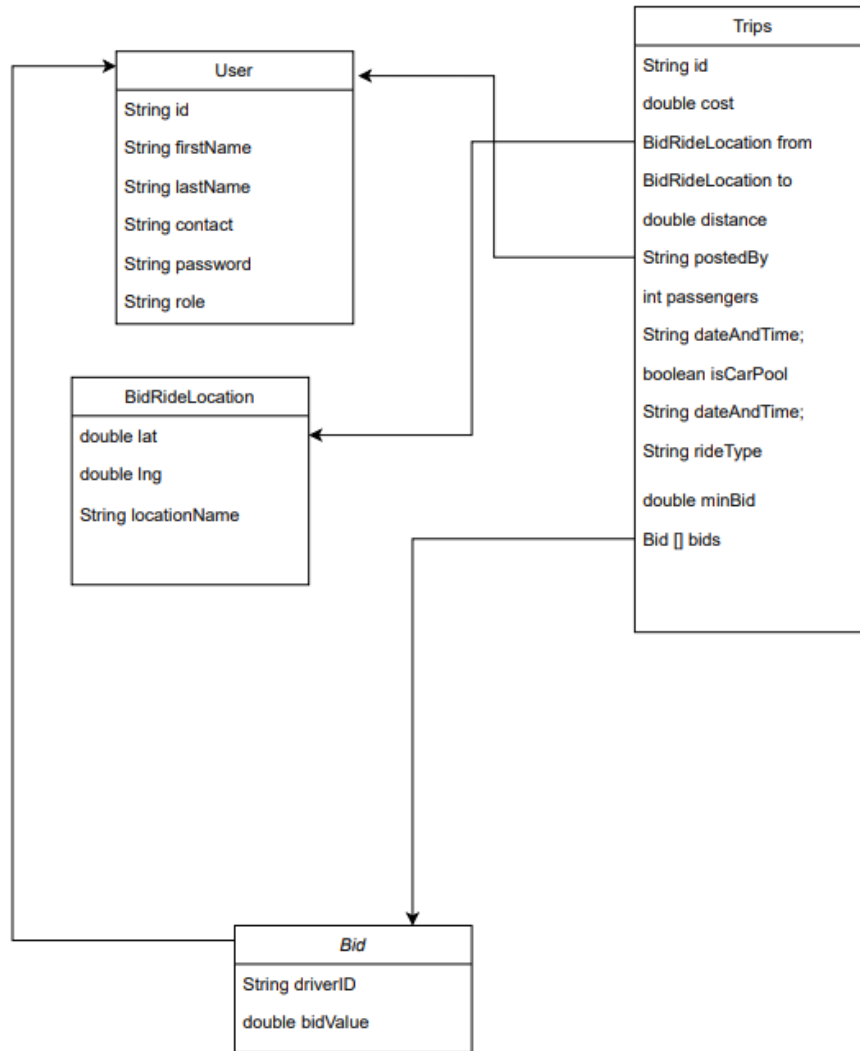 User
String id
String firstName
String lastName
String contact
String password
String role
Trips
String id
double cost
BidRideLocation from
BidRideLocation to
double distance
String postedBy
int passengers
String dateAndTime;
boolean isCarPool
String dateAndTime;
String rideType
double minBid
Bid [] bids
BidRideLocation
double lat
double lng
String locationName
Bid
String driverID
double bidValue